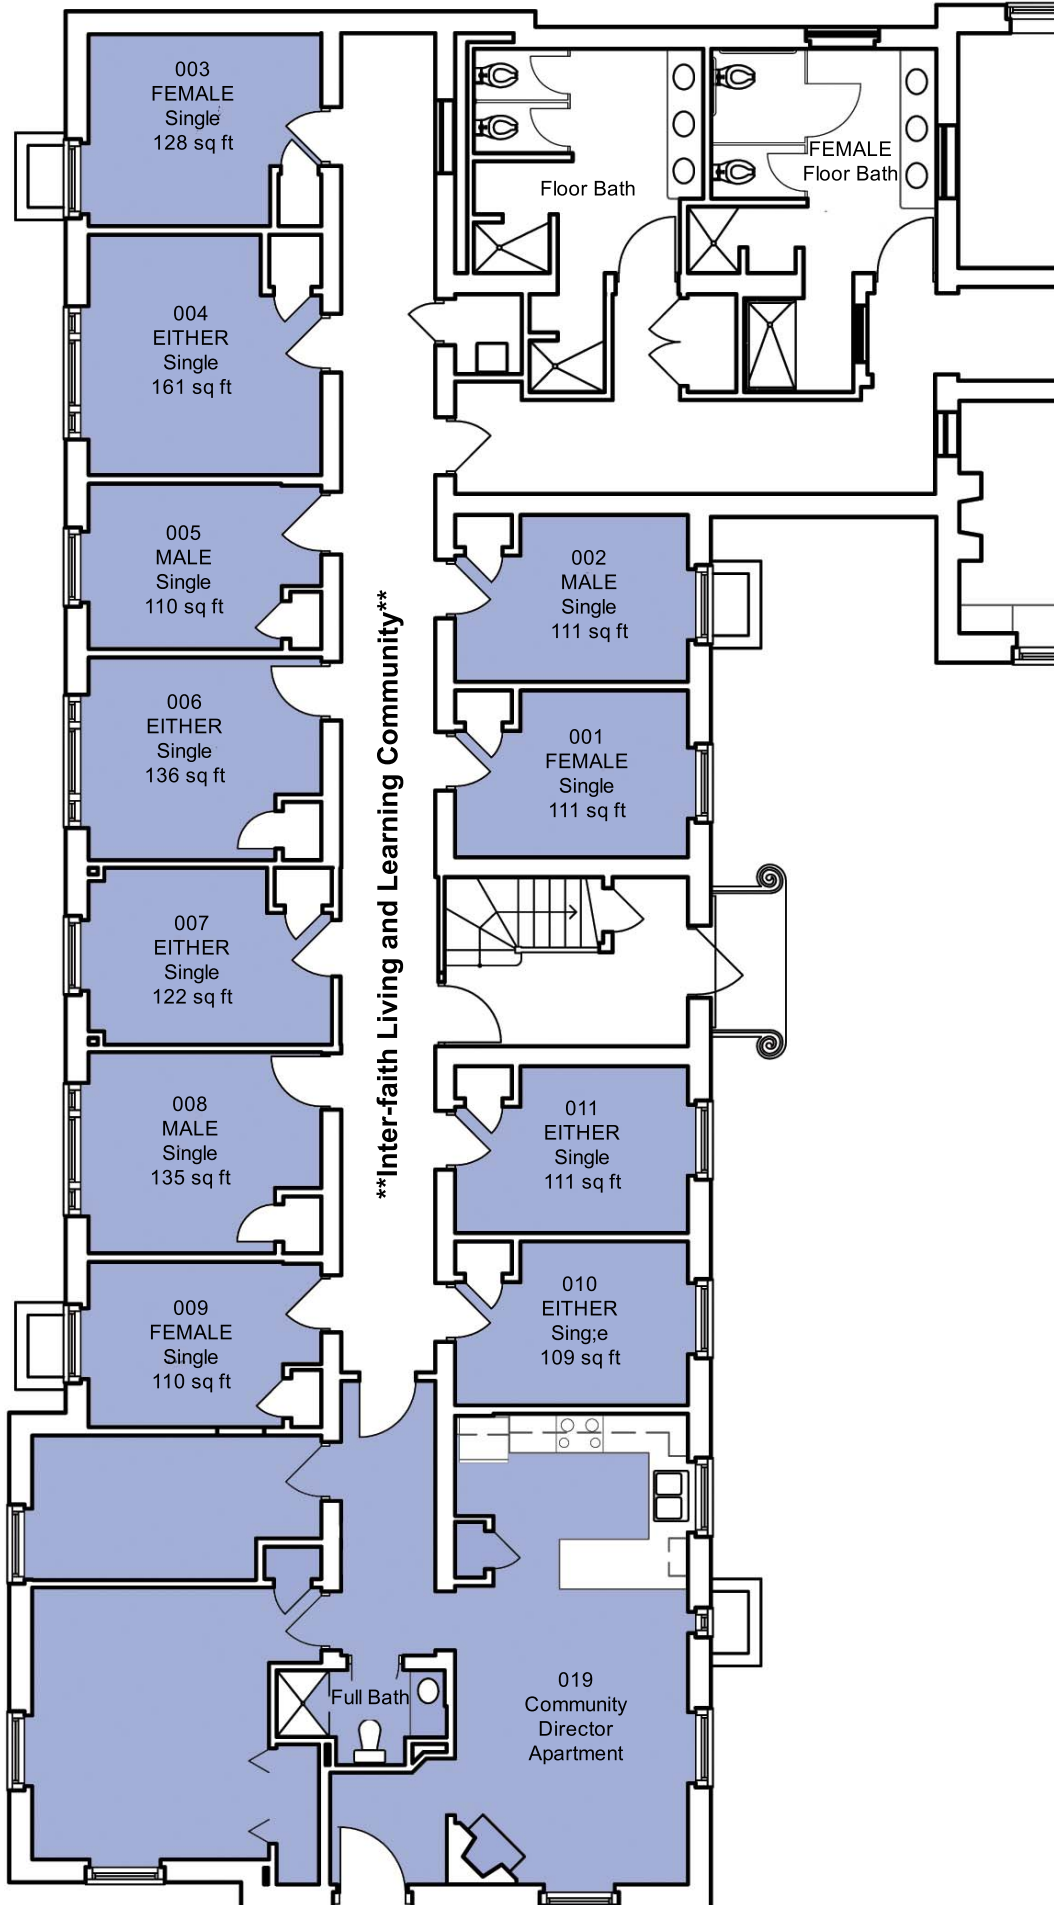 003
FEMALE
Single
128 sq ft
Floor Bath
FEMALE
Floor Bath
004
EITHER
Single
161 sq ft
005
MALE
Single
110 sq ft
002
MALE
Single
111 sq ft
006
EITHER
Single
136 sq ft
001
FEMALE
Single
111 sq ft
**Inter-faith Living and Learning Community**
007
EITHER
Single
122 sq ft
008
MALE
Single
135 sq ft
011
EITHER
Single
111 sq ft
009
FEMALE
Single
110 sq ft
010
EITHER
Sing;e
109 sq ft
Full Bath
019
Community
Director
Apartment